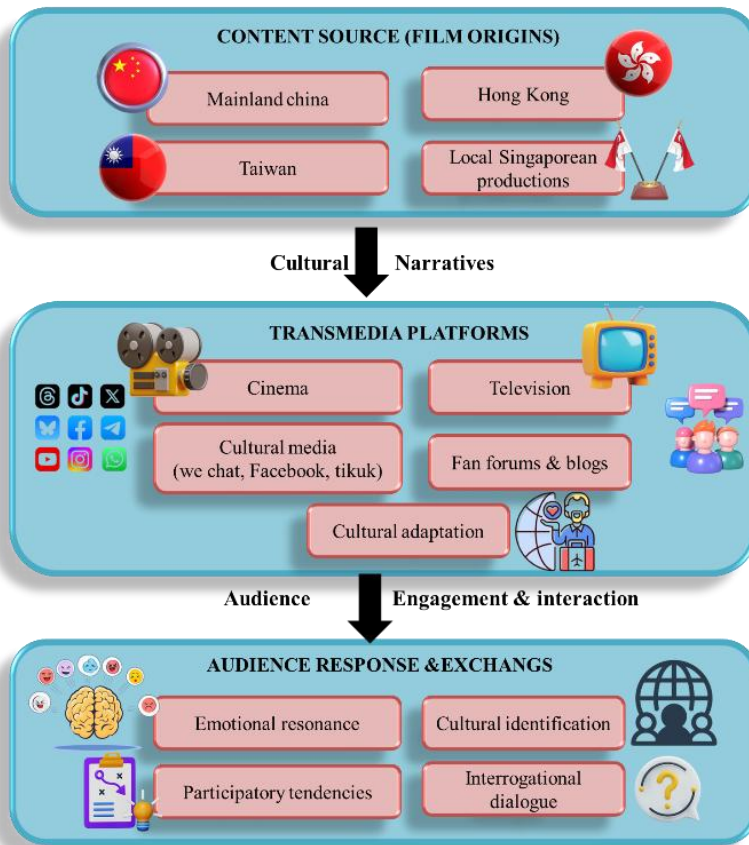 CONTENT SOURCE (FILM ORIGINS)
Mainland china
Hong Kong
Taiwan
Local Singaporean
productions
Cultural Narratives
TRANSMEDIA PLATFORMS
Cinema
Television
Cultural media
(we chat, Facebook, tikuk)
Fan forums & blogs
Cultural adaptation
Audience Engagement & interaction
AUDIENCE RESPONSE &EXCHANGS
Emotional resonance
Cultural identification
Participatory tendencies
Interrogational
dialogue